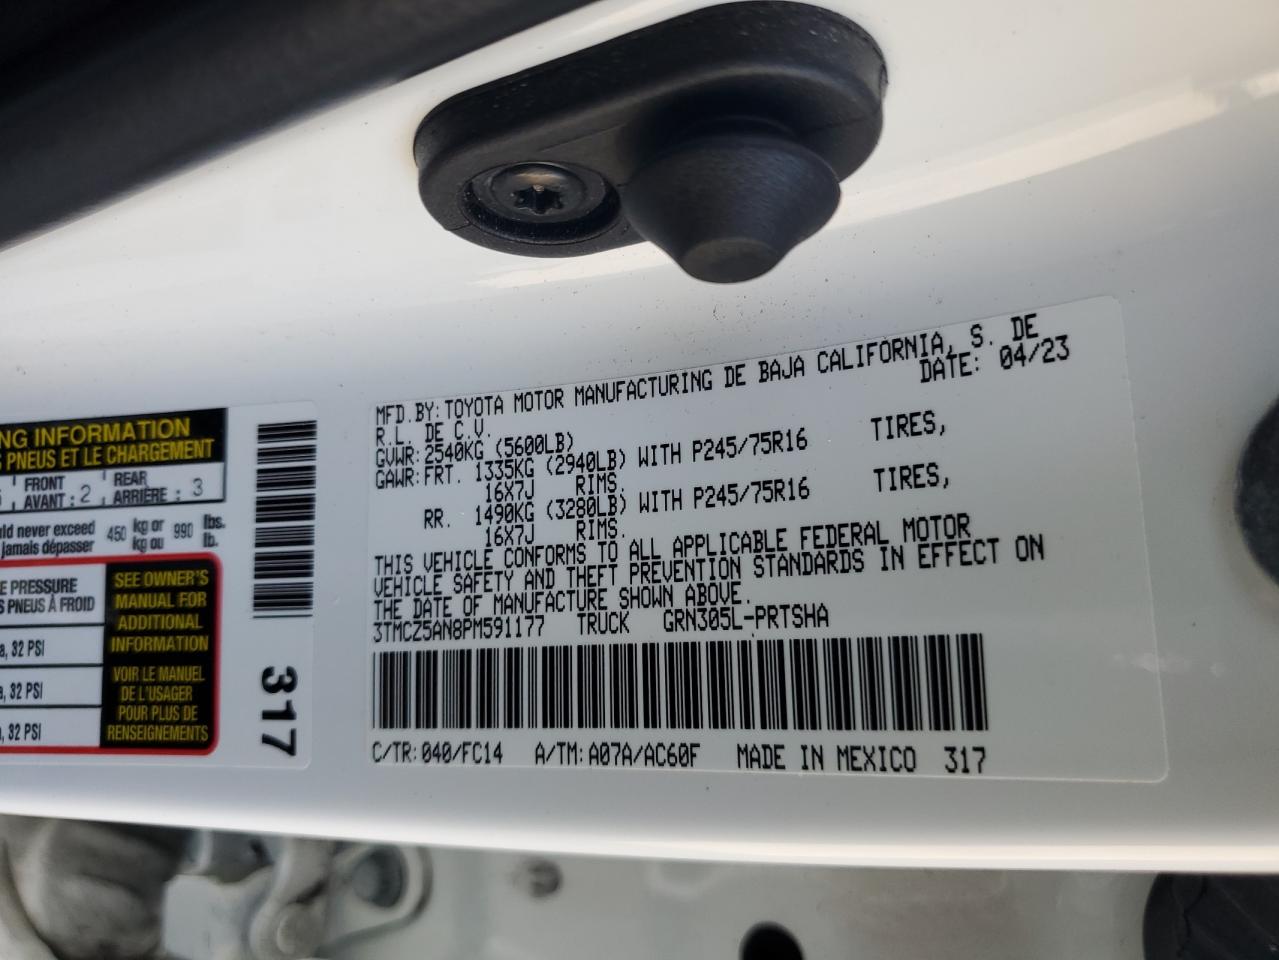 NG INFORMATION
S PNEUS ET LE CHARGEMENT
FRONT
AVANT : 2
REAR
ARRIÈRE : 3
uld never exceed 450 kg or 990 lbs.
jamais dépasser kg ou lb.
E PRESSURE
S PNEUS À FROID
a, 32 PSI
a, 32 PSI
, 32 PSI
SEE OWNER'S
MANUAL FOR
ADDITIONAL
INFORMATION
VOIR LE MANUEL
DE L'USAGER
POUR PLUS DE
RENSEIGNEMENTS
317
MFD.BY: TOYOTA MOTOR MANUFACTURING DE BAJA CALIFORNIA, S. DE
R.L. DE C.V. DATE: 04/23
GVWR: 2540KG (5600LB)
GAWR: FRT. 1335KG (2940LB) WITH P245/75R16 TIRES,
16X7J RIMS.
RR. 1490KG (3280LB) WITH P245/75R16 TIRES,
16X7J RIMS.
THIS VEHICLE CONFORMS TO ALL APPLICABLE FEDERAL MOTOR
VEHICLE SAFETY AND THEFT PREVENTION STANDARDS IN EFFECT ON
THE DATE OF MANUFACTURE SHOWN ABOVE.
3TMCZ5AN8PM591177 TRUCK GRN305L-PRTSHA
C/TR: 040/FC14 A/TM: A07A/AC60F MADE IN MEXICO 317